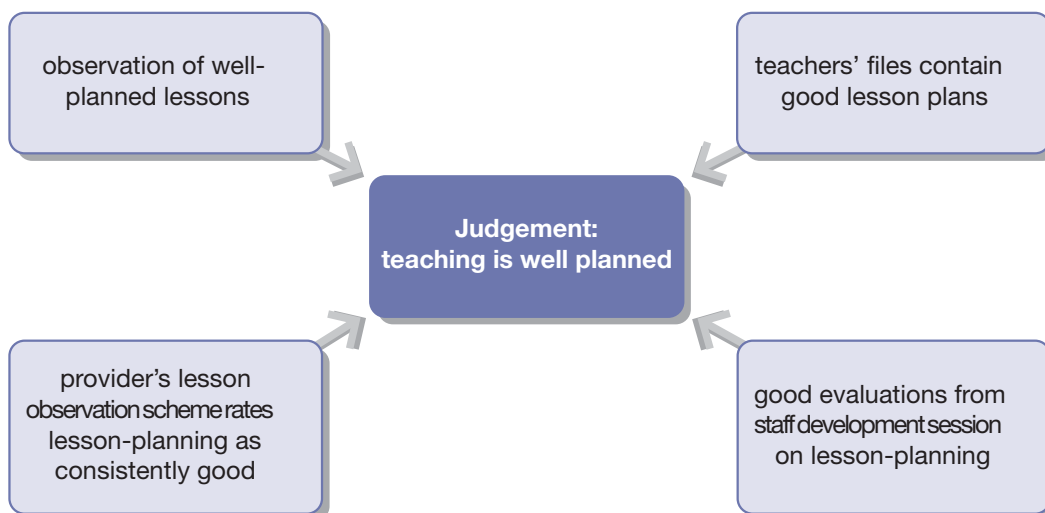 observation of well-
planned lessons
teachers’ files contain
good lesson plans
Judgement:
teaching is well planned
provider’s lesson
observation scheme rates
lesson-planning as
consistently good
good evaluations from
staff development session
on lesson-planning